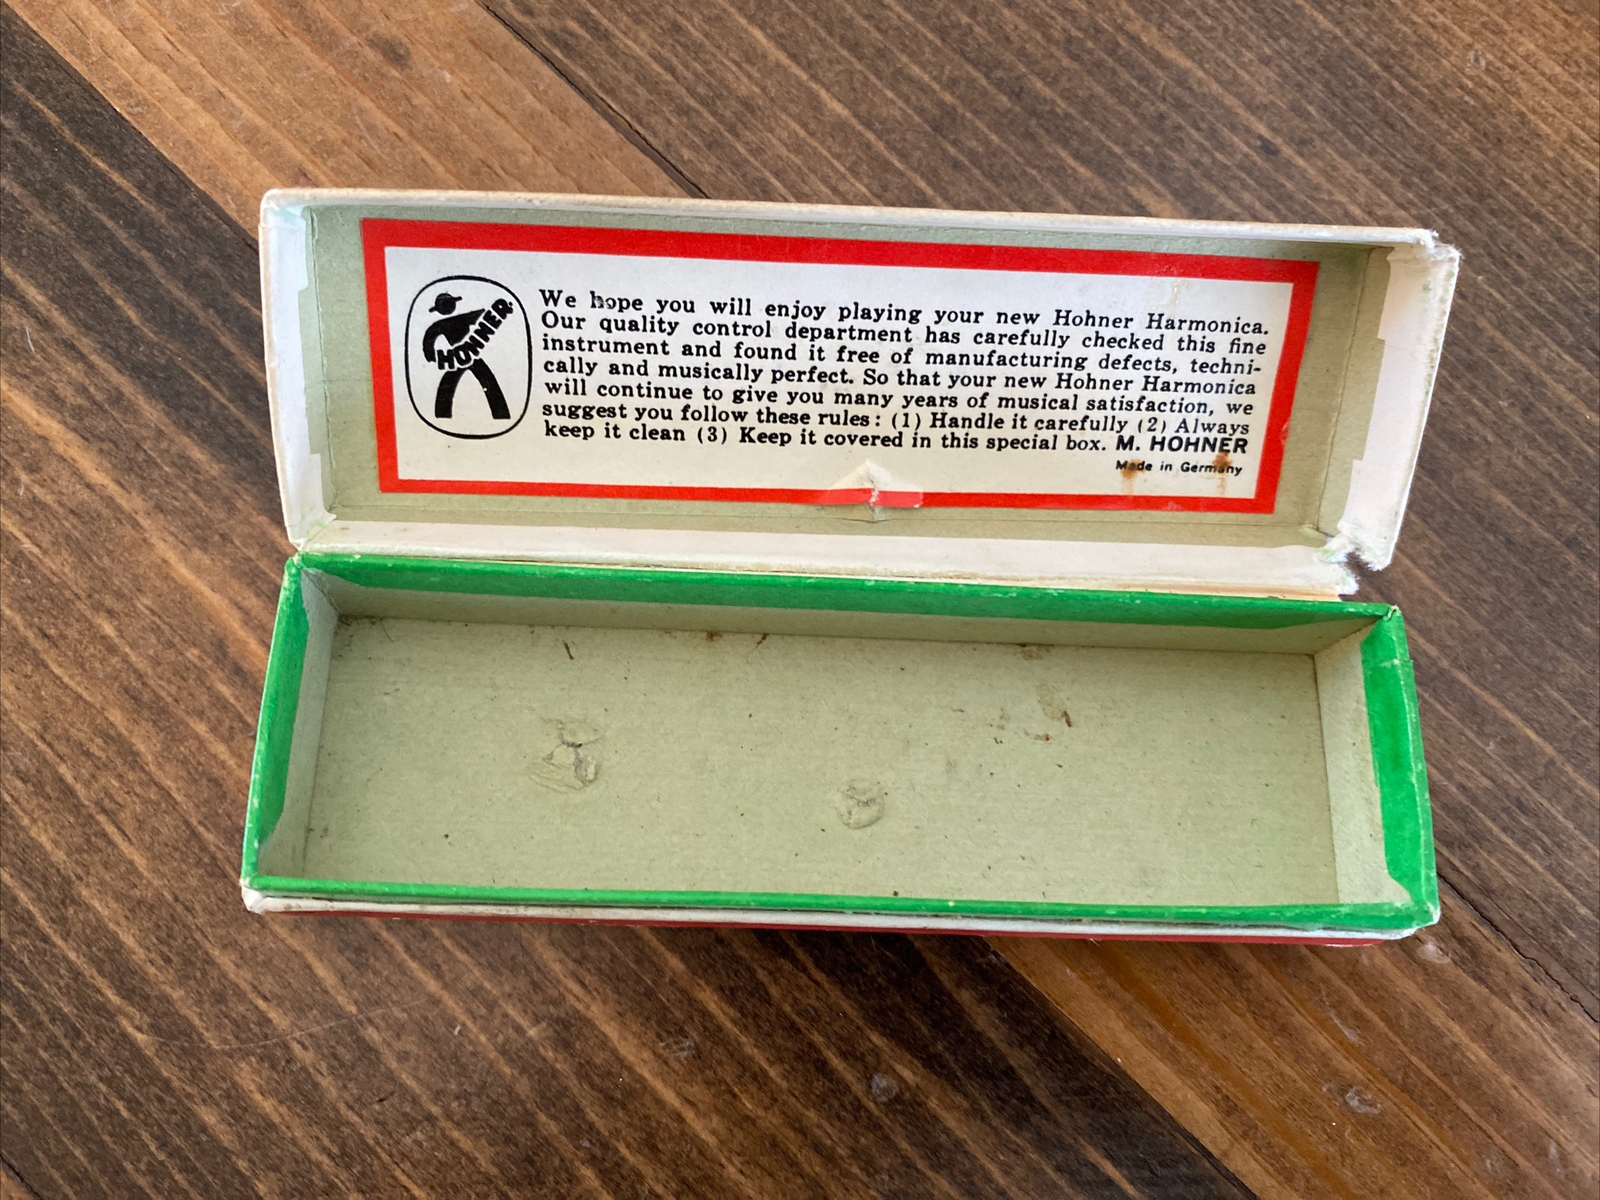 HOHNER
We hope you will enjoy playing your new Hohner Harmonica.
Our quality control department has carefully checked this fine
instrument and found it free of manufacturing defects, techni-
cally and musically perfect. So that your new Hohner Harmonica
will continue to give you many years of musical satisfaction, we
suggest you follow these rules: (1) Handle it carefully (2) Always
keep it clean (3) Keep it covered in this special box. M. HOHNER
Made in Germany